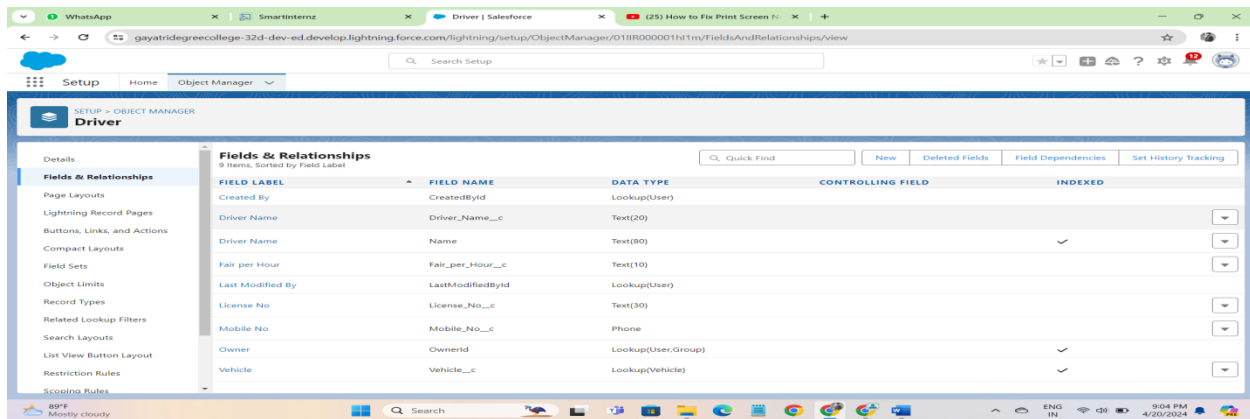 WhatsApp
Smartinternz
Driver | Salesforce
(25) How to Fix Print Screen N
gayatridegreecollege-32d-dev-ed.develop.lightning.force.com/lightning/setup/ObjectManager/01IIR000001hI1m/FieldsAndRelationships/view
Search Setup
12
Setup Home Object Manager
SETUP > OBJECT MANAGER
Driver
Details
Fields & Relationships
Page Layouts
Lightning Record Pages
Buttons, Links, and Actions
Compact Layouts
Field Sets
Object Limits
Record Types
Related Lookup Filters
Search Layouts
List View Button Layout
Restriction Rules
Scoping Rules
Fields & Relationships
9 Items, Sorted by Field Label
Quick Find New Deleted Fields Field Dependencies Set History Tracking
FIELD LABEL FIELD NAME DATA TYPE CONTROLLING FIELD INDEXED
Created By CreatedById Lookup(User)
Driver Name Driver_Name__c Text(20)
Driver Name Name Text(80)
Fair per Hour Fair_per_Hour__c Text(10)
Last Modified By LastModifiedById Lookup(User)
License No License_No__c Text(30)
Mobile No Mobile_No__c Phone
Owner OwnerId Lookup(User,Group)
Vehicle Vehicle__c Lookup(Vehicle)
89°F
Mostly cloudy
Search
ENG
IN
9:04 PM
4/20/2024